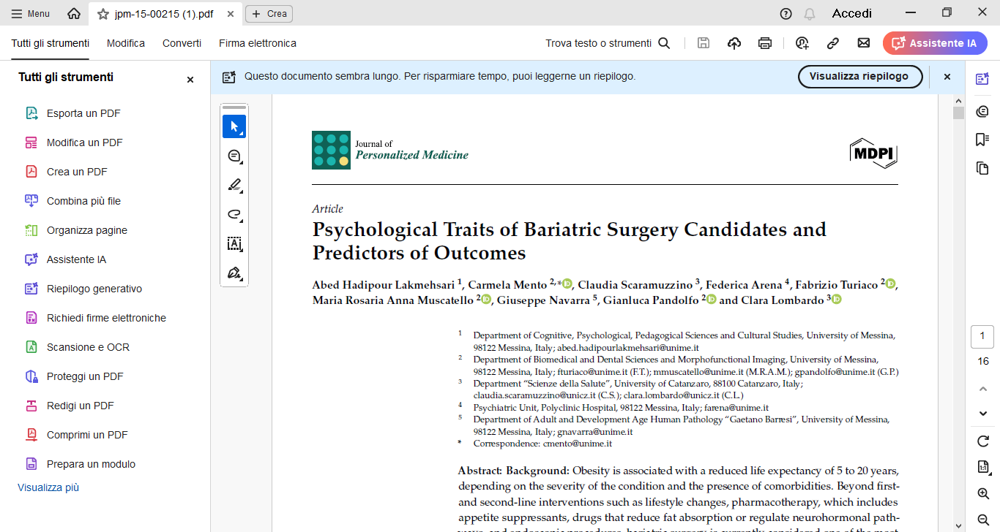 Menu
jpm-15-00215 (1).pdf
Crea
Accedi
Tutti gli strumenti
Modifica
Converti
Firma elettronica
Trova testo o strumenti
Assistente IA
Tutti gli strumenti
Esporta un PDF
Modifica un PDF
Crea un PDF
Combina più file
Organizza pagine
Assistente IA
Riepilogo generativo
Richiedi firme elettroniche
Scansione e OCR
Proteggi un PDF
Redigi un PDF
Comprimi un PDF
Prepara un modulo
Visualizza più
Questo documento sembra lungo. Per risparmiare tempo, puoi leggerne un riepilogo.
Visualizza riepilogo
Journal of
Personalized Medicine
MDPI
Article
Psychological Traits of Bariatric Surgery Candidates and
Predictors of Outcomes
Abed Hadipour Lakmehsari 1, Carmela Mento 2,*, Claudia Scaramuzzino 3, Federica Arena 4, Fabrizio Turiaco 2,
Maria Rosaria Anna Muscatello 2, Giuseppe Navarra 5, Gianluca Pandolfo 2 and Clara Lombardo 3
1 Department of Cognitive, Psychological, Pedagogical Sciences and Cultural Studies, University of Messina,
98122 Messina, Italy; abed.hadipourlakmehsari@unime.it
2 Department of Biomedical and Dental Sciences and Morphofunctional Imaging, University of Messina,
98122 Messina, Italy; fturiaco@unime.it (F.T.); mmuscatello@unime.it (M.R.A.M.); gpandolfo@unime.it (G.P.)
3 Department “Scienze della Salute”, University of Catanzaro, 88100 Catanzaro, Italy;
claudia.scaramuzzino@unicz.it (C.S.); clara.lombardo@unicz.it (C.L.)
4 Psychiatric Unit, Polyclinic Hospital, 98122 Messina, Italy; farena@unime.it
5 Department of Adult and Development Age Human Pathology “Gaetano Barresi”, University of Messina,
98122 Messina, Italy; gnavarra@unime.it
* Correspondence: cmento@unime.it
Abstract: Background: Obesity is associated with a reduced life expectancy of 5 to 20 years,
depending on the severity of the condition and the presence of comorbidities. Beyond first-
and second-line interventions such as lifestyle changes, pharmacotherapy, which includes
appetite suppressants, drugs that reduce fat absorption or regulate neurohormonal path-
1
16